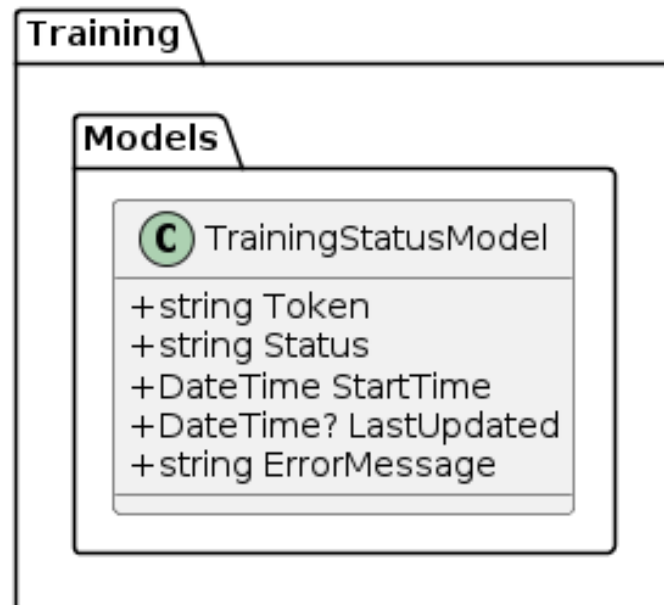 Training
Models
C TrainingStatusModel
+string Token
+string Status
+DateTime StartTime
+DateTime? LastUpdated
+string ErrorMessage